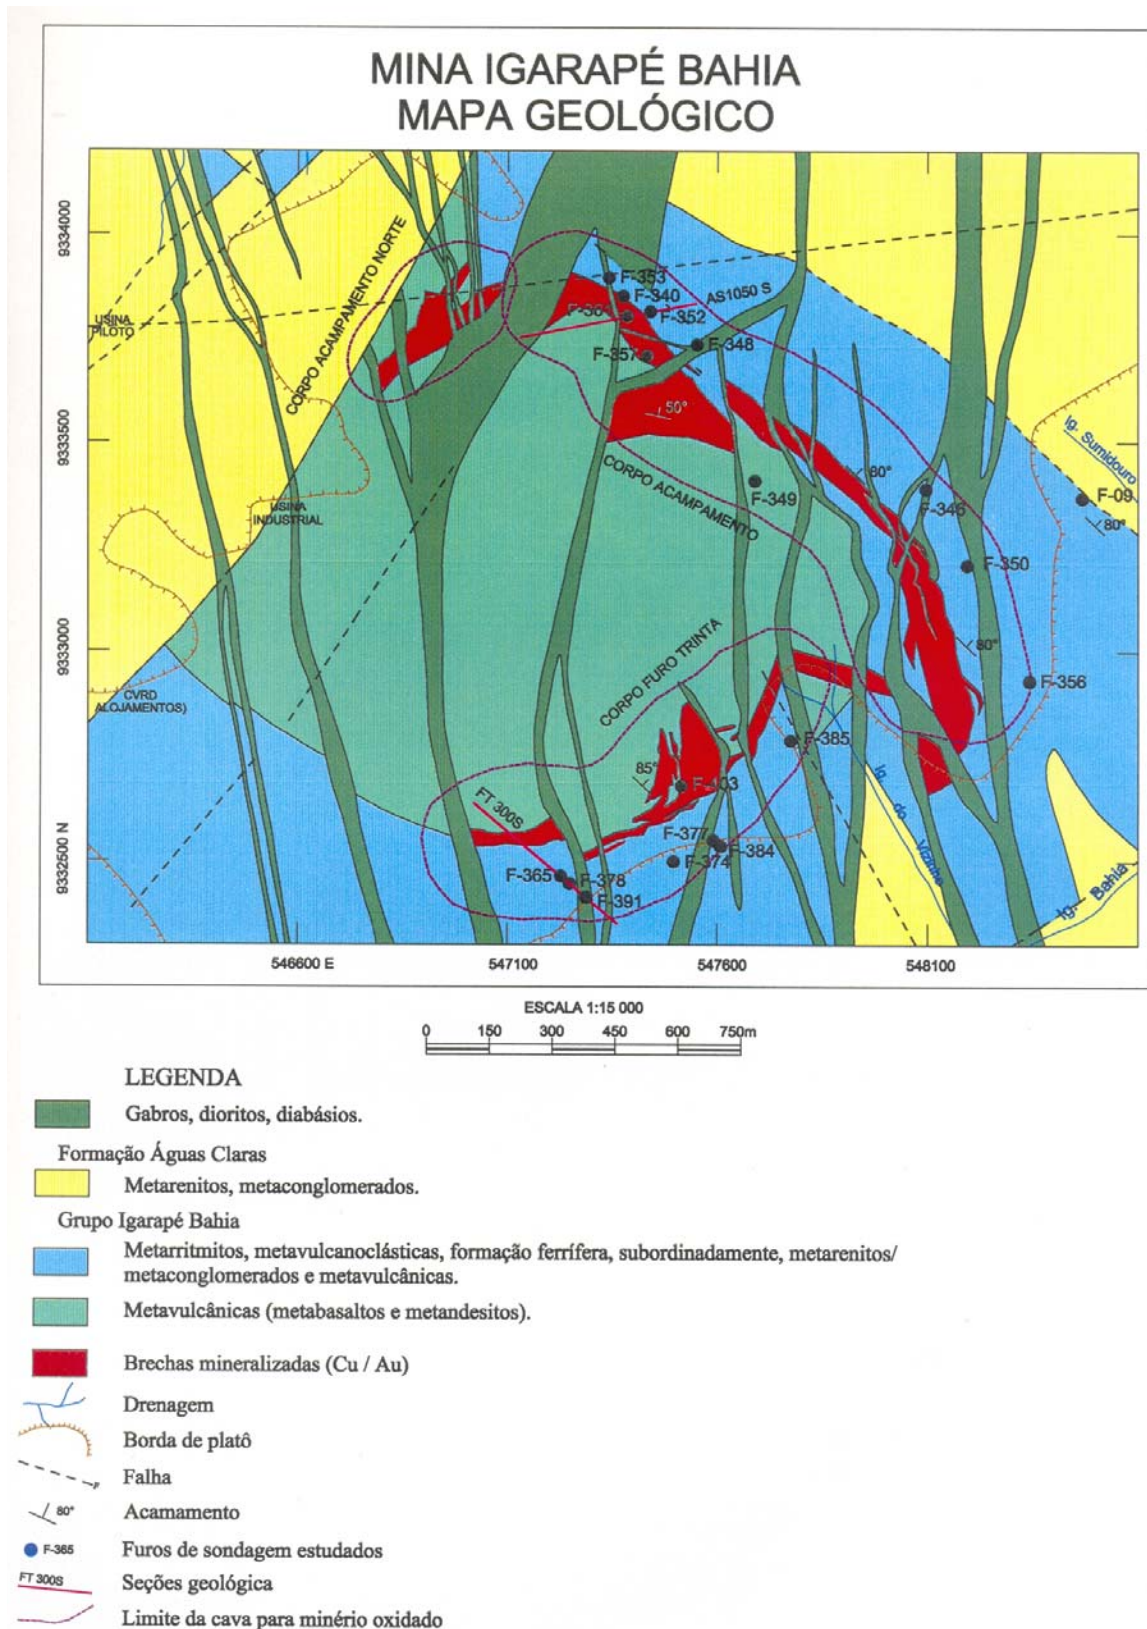 MINA IGARAPÉ BAHIA
MAPA GEOLÓGICO
9334000
9333500
9333000
9332500 N
CORPO ACAMPAMENTO NORTE
USINA
PILOTO
F-353
F-340
AS1050 S
F-352
F-348
F-357
50°
CORPO ACAMPAMENTO
F-349
80°
F-346
Ig. Sumidouro
F-09
80°
F-350
USINA
INDUSTRIAL
80°
F-356
CVRD
ALOJAMENTOS)
CORPO FURO TRINTA
F-385
85°
F-403
Ig. do Vizinho
FT 300S
F-377
F-384
F-374
F-365
F-378
F-391
Ig. Bahia
546600 E
547100
547600
548100
ESCALA 1:15 000
0 150 300 450 600 750m
LEGENDA
Gabros, dioritos, diabásios.
Formação Águas Claras
Metarenitos, metaconglomerados.
Grupo Igarapé Bahia
Metarritmitos, metavulcanoclásticas, formação ferrífera, subordinadamente, metarenitos/
metaconglomerados e metavulcânicas.
Metavulcânicas (metabasaltos e metandesitos).
Brechas mineralizadas (Cu / Au)
Drenagem
Borda de platô
Falha
80° Acamamento
F-365 Furos de sondagem estudados
FT 300S Seções geológica
Limite da cava para minério oxidado